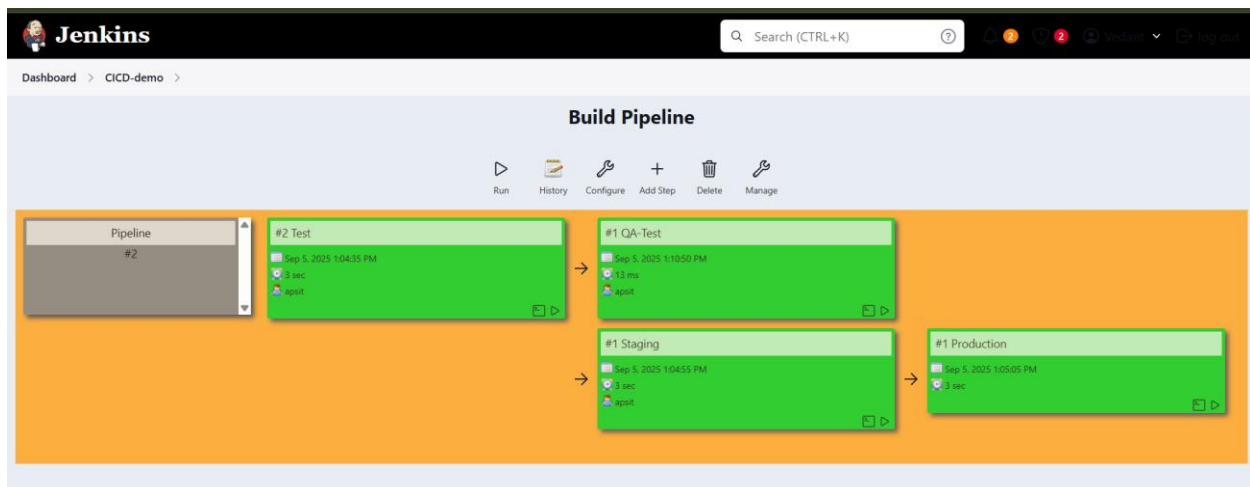 Jenkins
Search (CTRL+K)
2
2
Vedant
log out
Dashboard > CICD-demo >
Build Pipeline
Run History Configure Add Step Delete Manage
Pipeline
#2
#2 Test
Sep 5, 2025 1:04:35 PM
3 sec
apsit
#1 QA-Test
Sep 5, 2025 1:10:50 PM
13 ms
apsit
#1 Staging
Sep 5, 2025 1:04:55 PM
3 sec
apsit
#1 Production
Sep 5, 2025 1:05:05 PM
3 sec